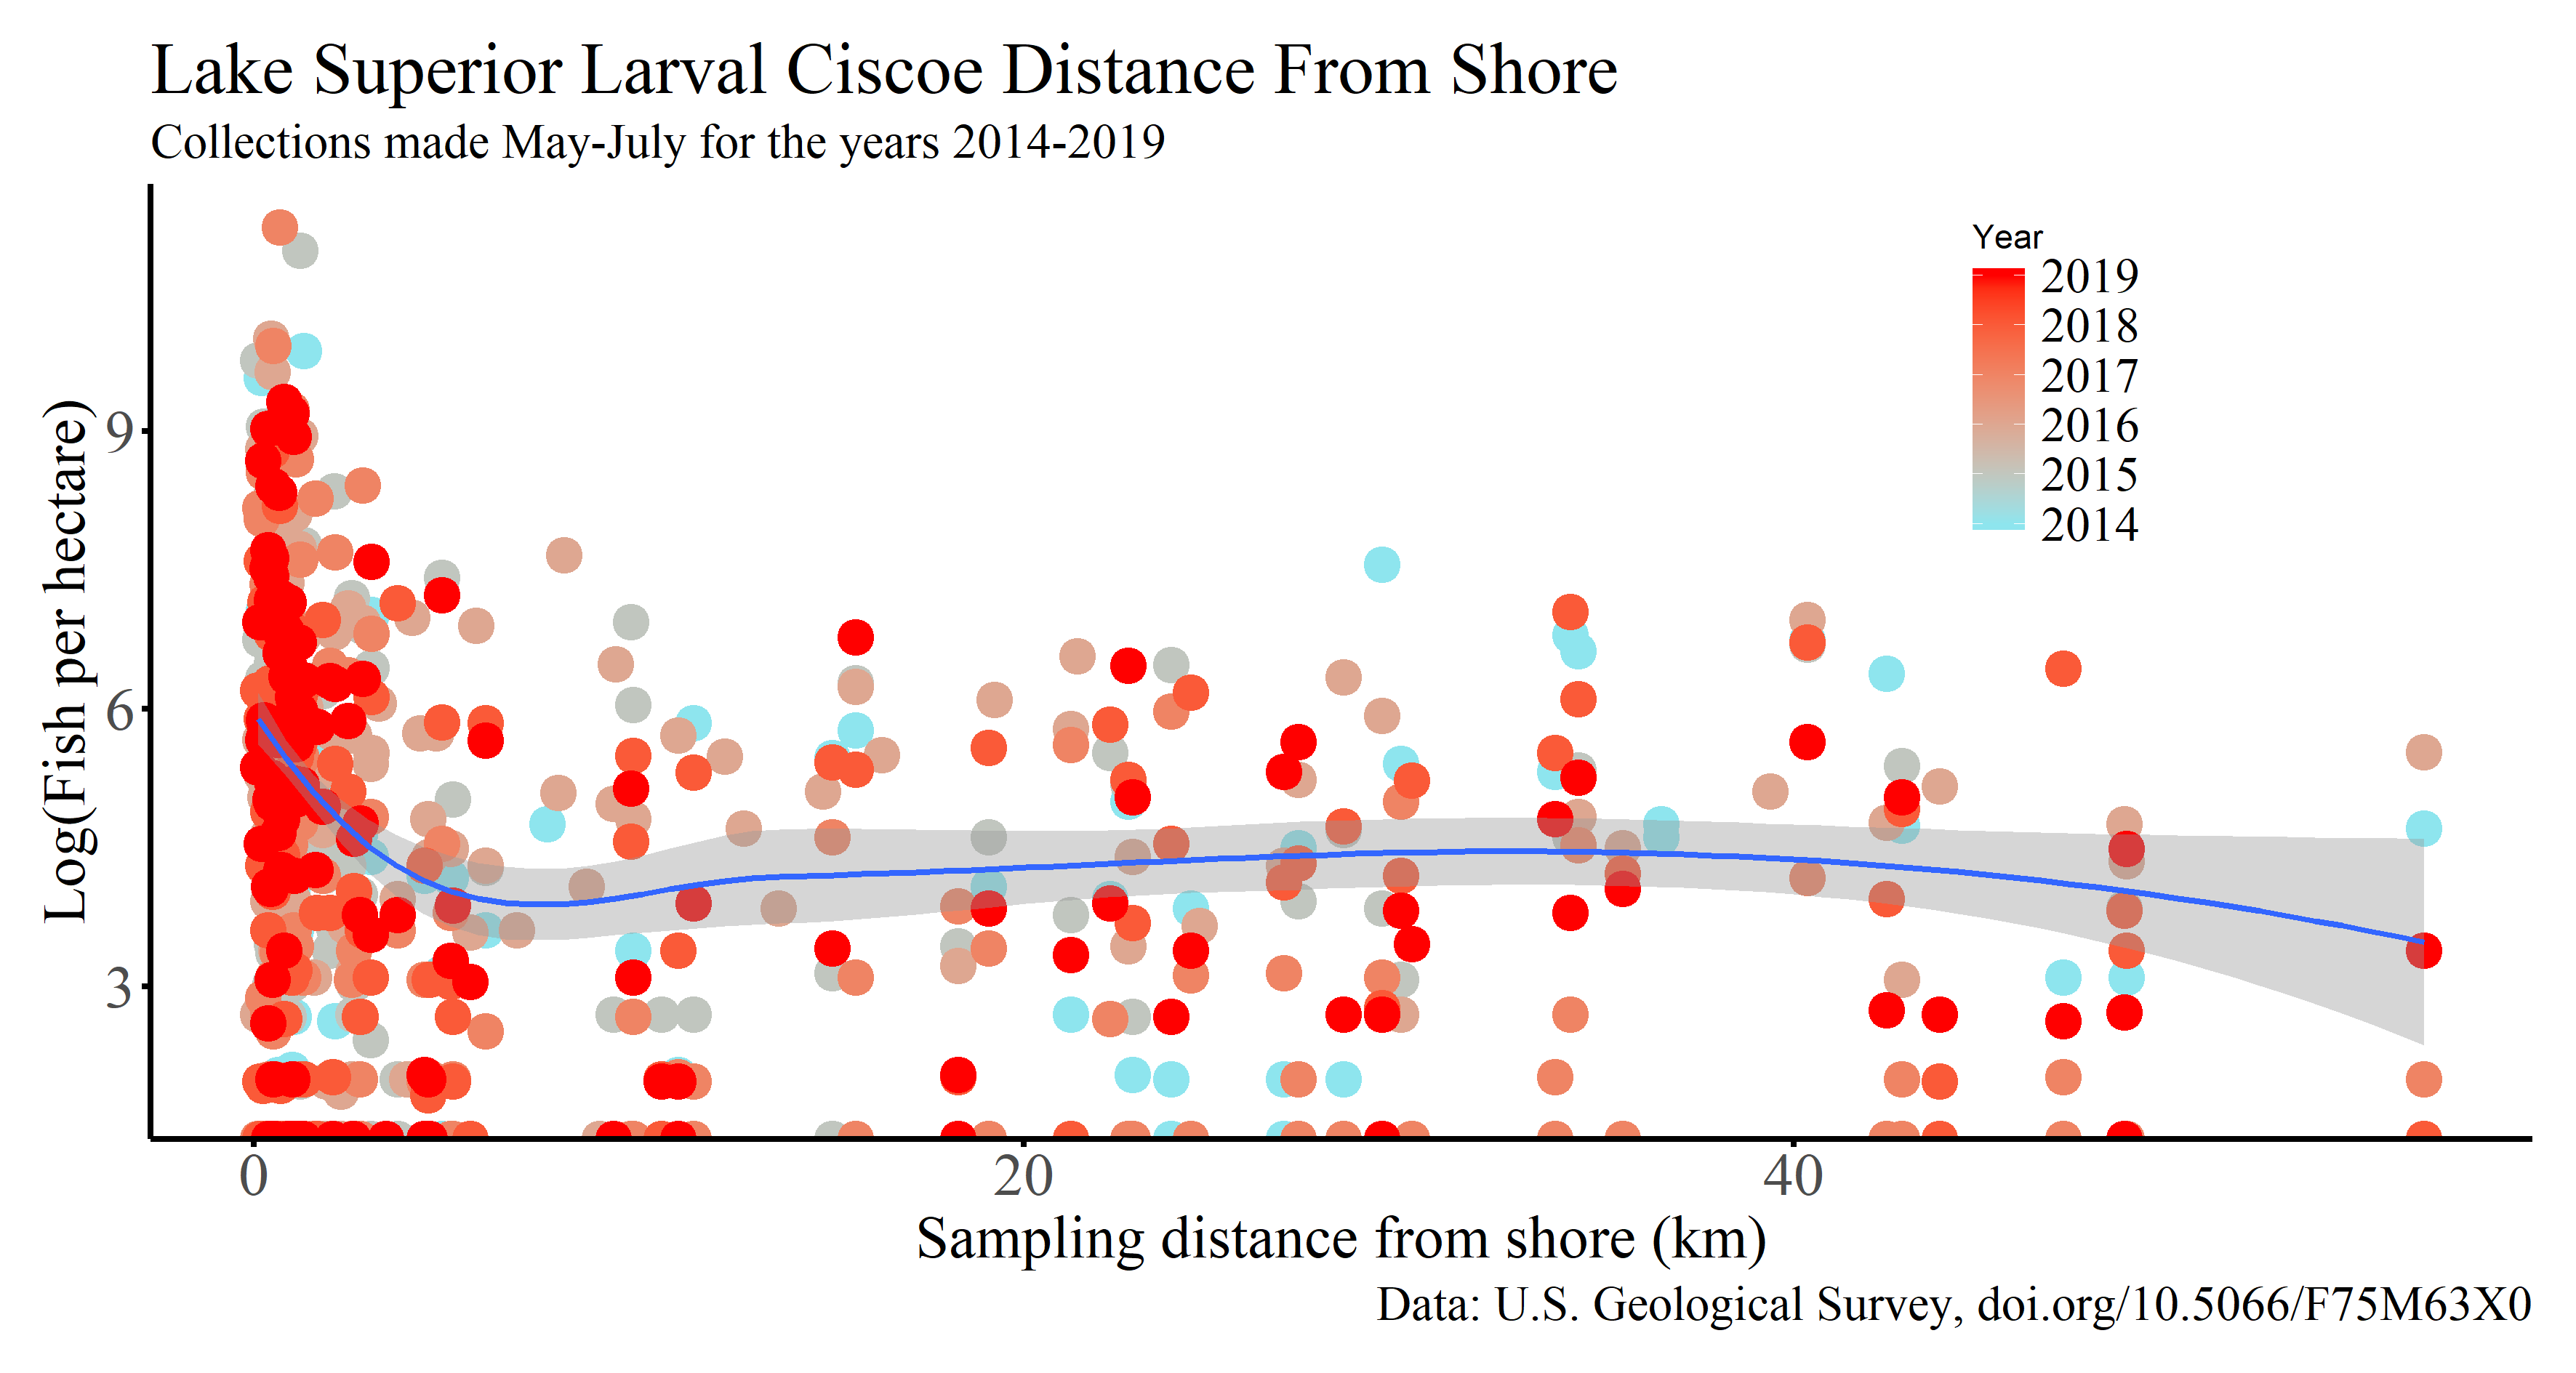 Lake Superior Larval Ciscoe Distance From Shore
Collections made May-July for the years 2014-2019
Year
2019
2018
2017
2016
2015
2014
Log(Fish per hectare)
9
6
3
0 20 40
Sampling distance from shore (km)
Data: U.S. Geological Survey, doi.org/10.5066/F75M63X0